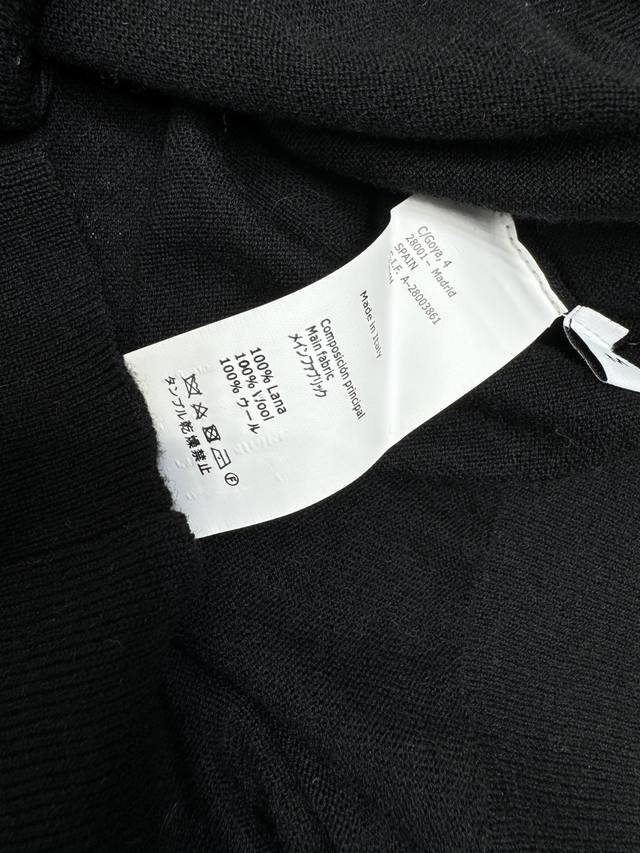 C/Goya, 4
28001 – Madrid
SPAIN
C.I.F. A-28003861
Made in Italy
Composición principal
Main fabric
メインファブリック
100% Lana
100% Wool
100% ウール
F
タンブル乾燥禁止